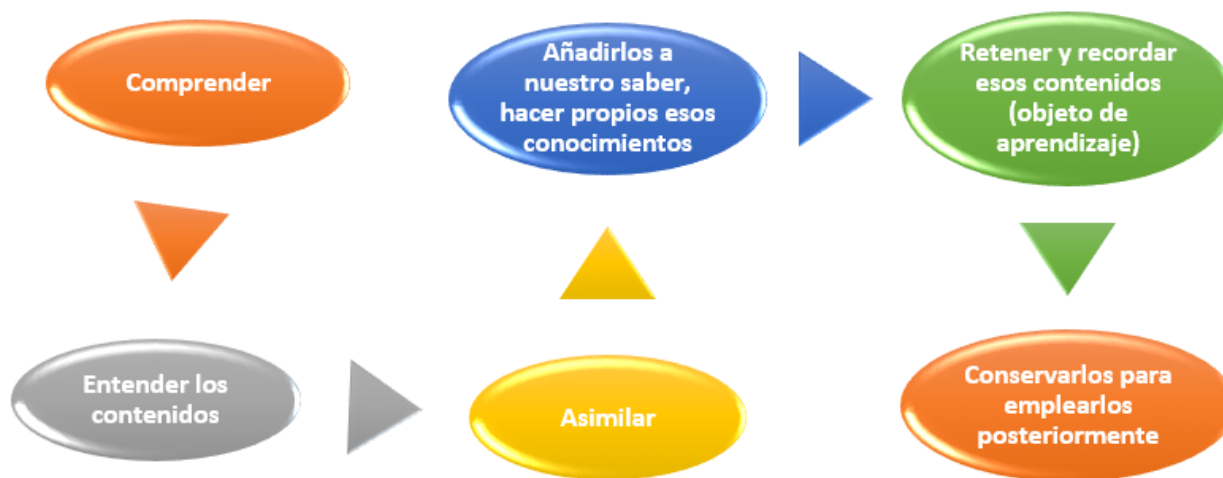 Comprender
Entender los
contenidos
Asimilar
Añadirlos a
nuestro saber,
hacer propios esos
conocimientos
Retener y recordar
esos contenidos
(objeto de
aprendizaje)
Conservarlos para
emplearlos
posteriormente